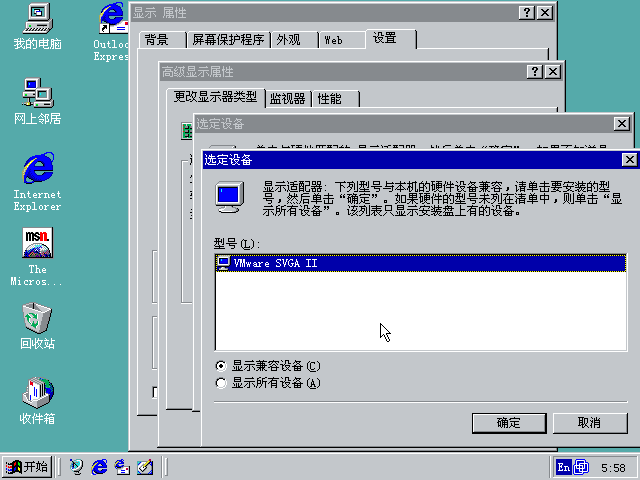 我的电脑
Outloo
Expres
网上邻居
Internet
Explorer
msn.
The
Micros...
回收站
收件箱
显示 属性
背景
屏幕保护程序
外观
Web
设置
高级显示属性
更改显示器类型
监视器
性能
选定设备
选定设备
显示适配器: 下列型号与本机的硬件设备兼容, 请单击要安装的型
号, 然后单击“确定”。如果硬件的型号未列在清单中, 则单击“显
示所有设备”。该列表只显示安装盘上有的设备。
型号(L):
VMware SVGA II
显示兼容设备(C)
显示所有设备(A)
确定
取消
开始
En
5:58